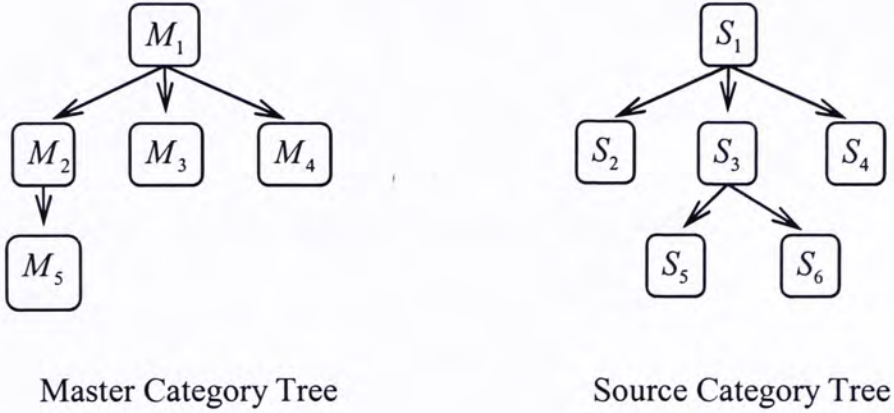 M₁ S₁
M₂ M₃ M₄ S₂ S₃ S₄
M₅ S₅ S₆
Master Category Tree Source Category Tree